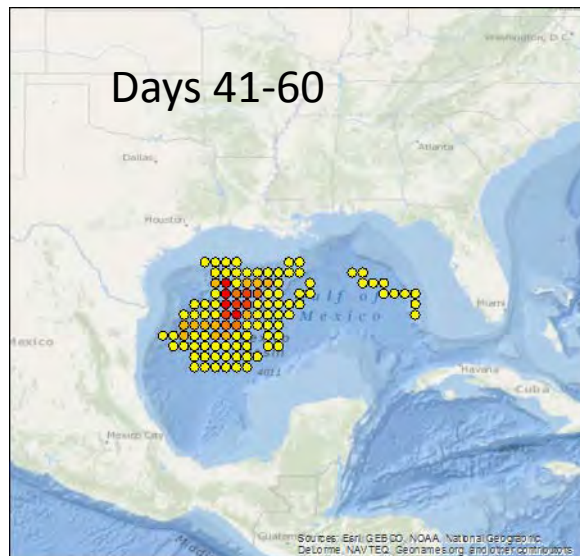 Washington, D.C.
Days 41-60
Atlanta
Dallas
Houston
Gulf of
Mexico
Miami
Mexico
4011
Havana
Cuba
Mexico City
Sources: Esri, GEBCO, NOAA, National Geographic,
DeLorme, NAVTEQ, Geonames.org, and other contributors